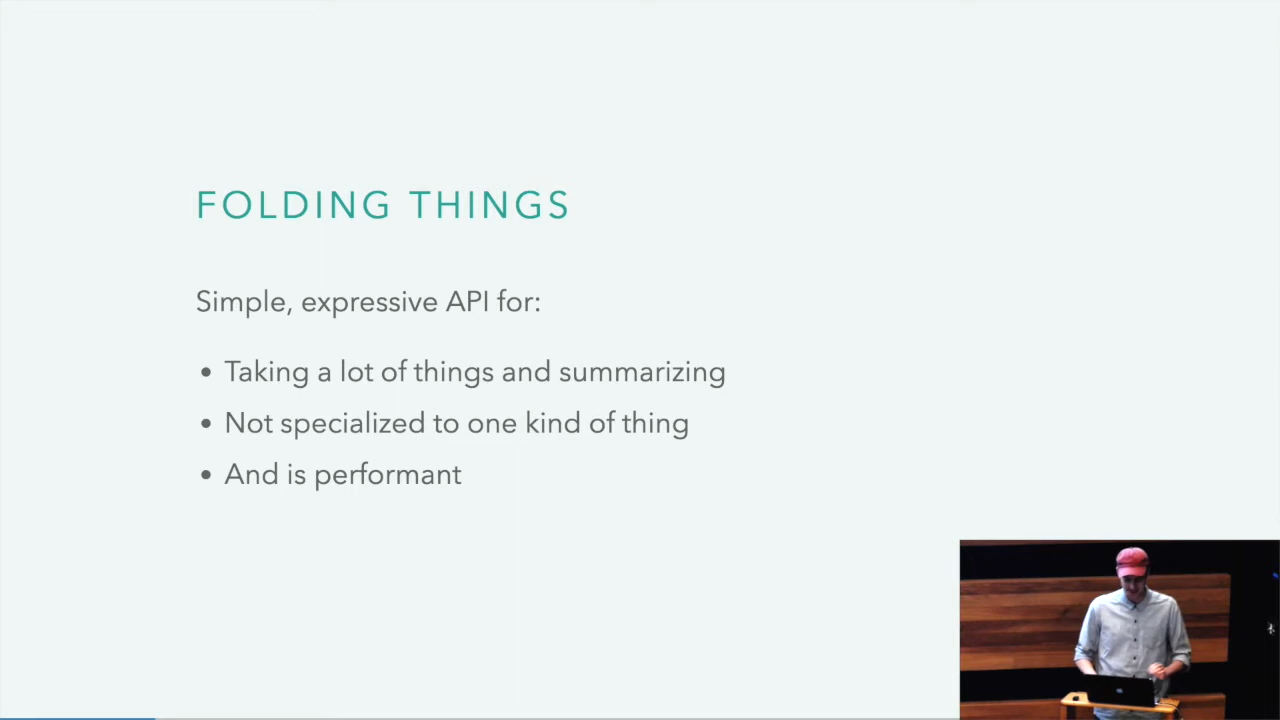 FOLDING THINGS
Simple, expressive API for:
• Taking a lot of things and summarizing
• Not specialized to one kind of thing
• And is performant